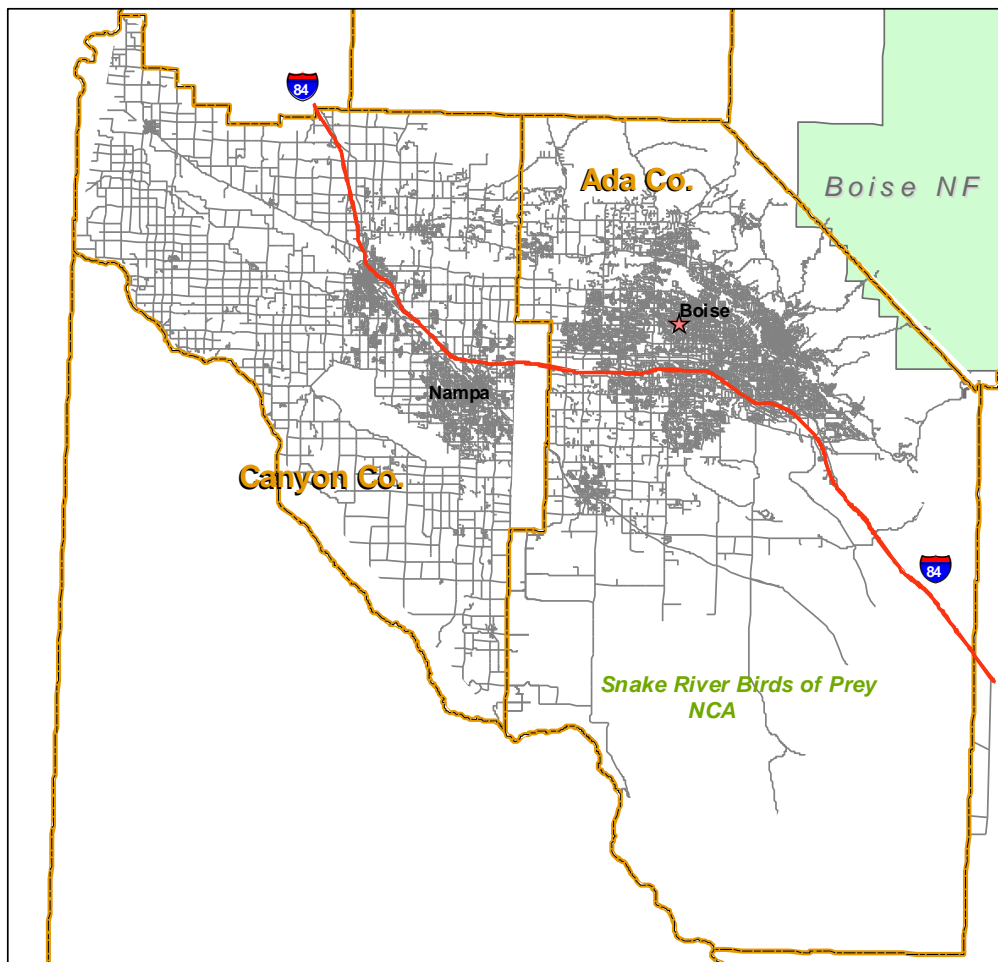 84
Ada Co.
Boise NF
Boise
Nampa
Canyon Co.
84
Snake River Birds of Prey
NCA